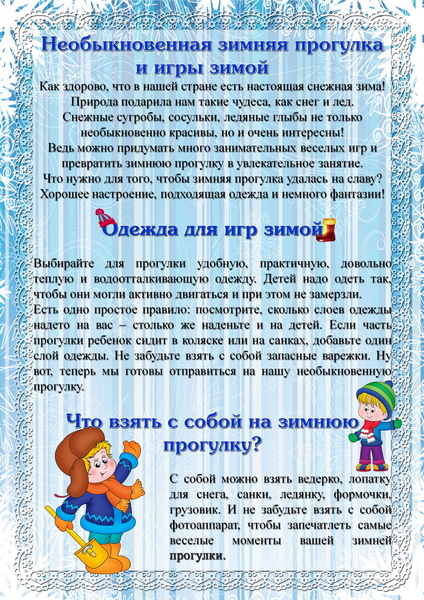 Необыкновенная зимняя прогулка
и игры зимой
Как здорово, что в нашей стране есть настоящая снежная зима!
Природа подарила нам такие чудеса, как снег и лед.
Снежные сугробы, сосульки, ледяные глыбы не только
необыкновенно красивы, но и очень интересны!
Ведь можно придумать много занимательных веселых игр и
превратить зимнюю прогулку в увлекательное занятие.
Что нужно для того, чтобы зимняя прогулка удалась на славу?
Хорошее настроение, подходящая одежда и немного фантазии!
Одежда для игр зимой
Выбирайте для прогулки удобную, практичную, довольно
теплую и водоотталкивающую одежду. Детей надо одеть так,
чтобы они могли активно двигаться и при этом не замерзли.
Есть одно простое правило: посмотрите, сколько слоев одежды
надето на вас – столько же наденьте и на детей. Если часть
прогулки ребенок сидит в коляске или на санках, добавьте один
слой одежды. Не забудьте взять с собой запасные варежки. Ну
вот, теперь мы готовы отправиться на нашу необыкновенную
прогулку.
Что взять с собой на зимнюю
прогулку?
С собой можно взять ведерко, лопатку
для снега, санки, ледянку, формочки,
грузовик. И не забудьте взять с собой
фотоаппарат, чтобы запечатлеть самые
веселые моменты вашей зимней
прогулки.